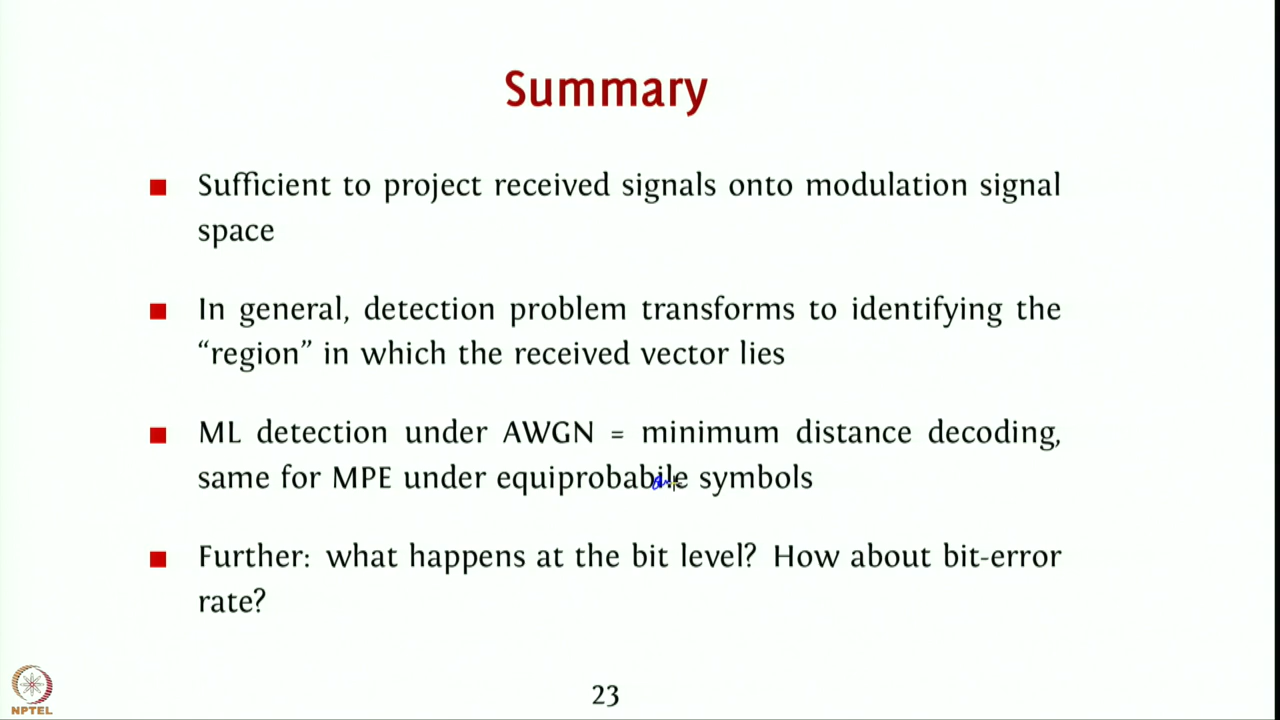 Summary
Sufficient to project received signals onto modulation signal
space
In general, detection problem transforms to identifying the
“region” in which the received vector lies
ML detection under AWGN = minimum distance decoding,
same for MPE under equiprobabile symbols
Further: what happens at the bit level? How about bit-error
rate?
23
NPTEL